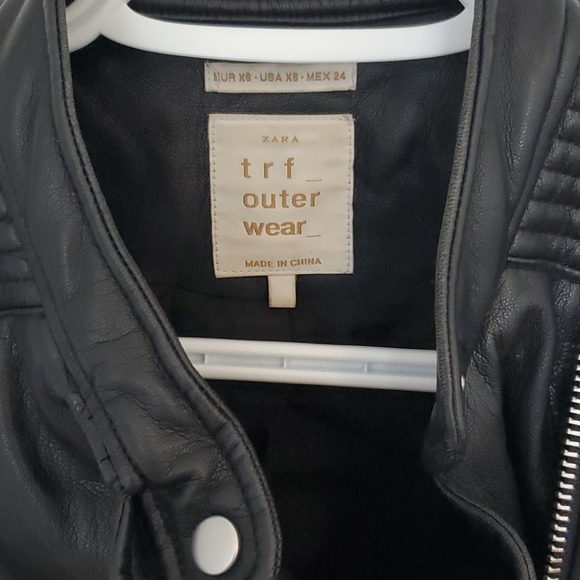 EUR XS · USA XS · MEX 24
ZARA
trf_
outer
wear_
MADE IN CHINA